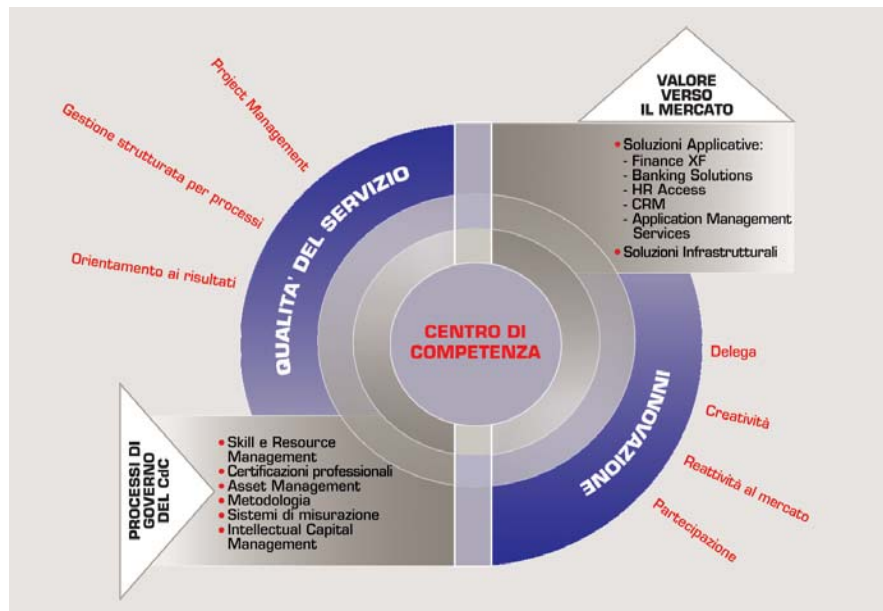 Project Management
Gestione strutturata per processi
Orientamento ai risultati
QUALITA' DEL SERVIZIO
VALORE
VERSO
IL MERCATO
• Soluzioni Applicative:
- Finance XF
- Banking Solutions
- HR Access
- CRM
- Application Management
Services
• Soluzioni Infrastrutturali
CENTRO DI
COMPETENZA
INNOVAZIONE
Delega
Creatività
Reattività al mercato
Partecipazione
PROCESSI DI
GOVERNO
DEL CdC
• Skill e Resource
Management
• Certificazioni professionali
• Asset Management
• Metodologia
• Sistemi di misurazione
• Intellectual Capital
Management